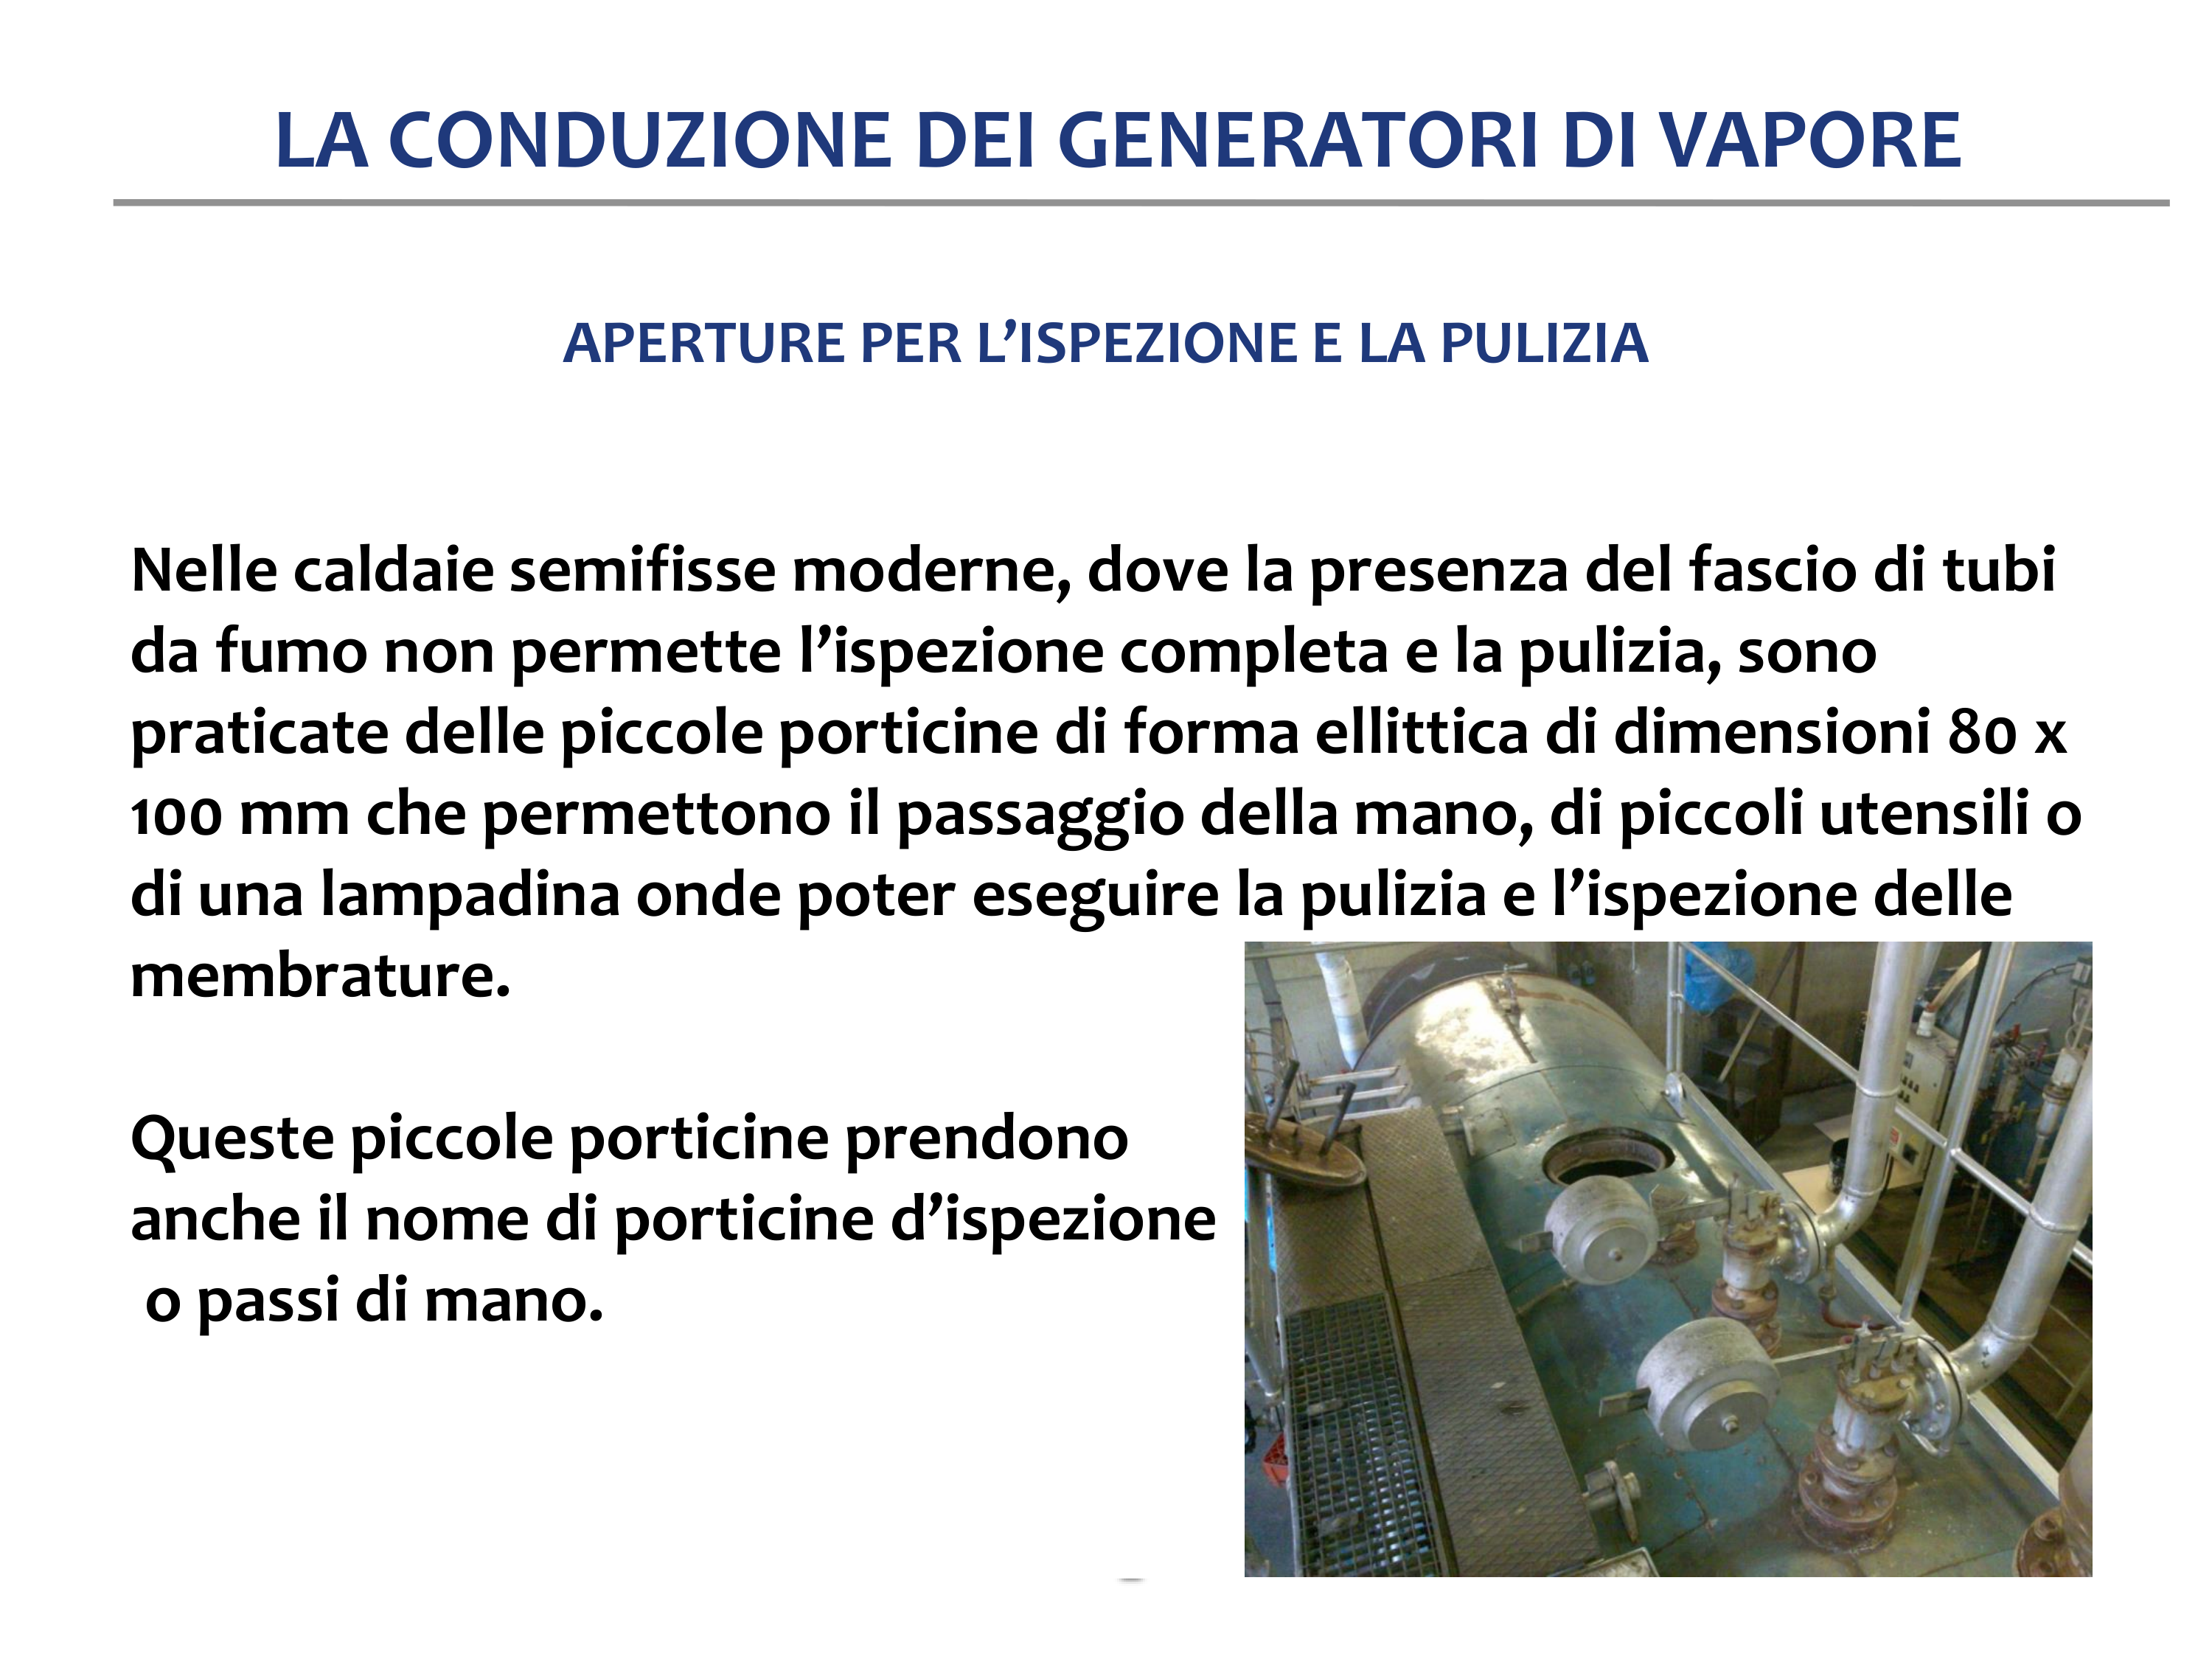 LA CONDUZIONE DEI GENERATORI DI VAPORE
APERTURE PER L’ISPEZIONE E LA PULIZIA
Nelle caldaie semifisse moderne, dove la presenza del fascio di tubi
da fumo non permette l’ispezione completa e la pulizia, sono
praticate delle piccole porticine di forma ellittica di dimensioni 80 x
100 mm che permettono il passaggio della mano, di piccoli utensili o
di una lampadina onde poter eseguire la pulizia e l’ispezione delle
membrature.
Queste piccole porticine prendono
anche il nome di porticine d’ispezione
o passi di mano.